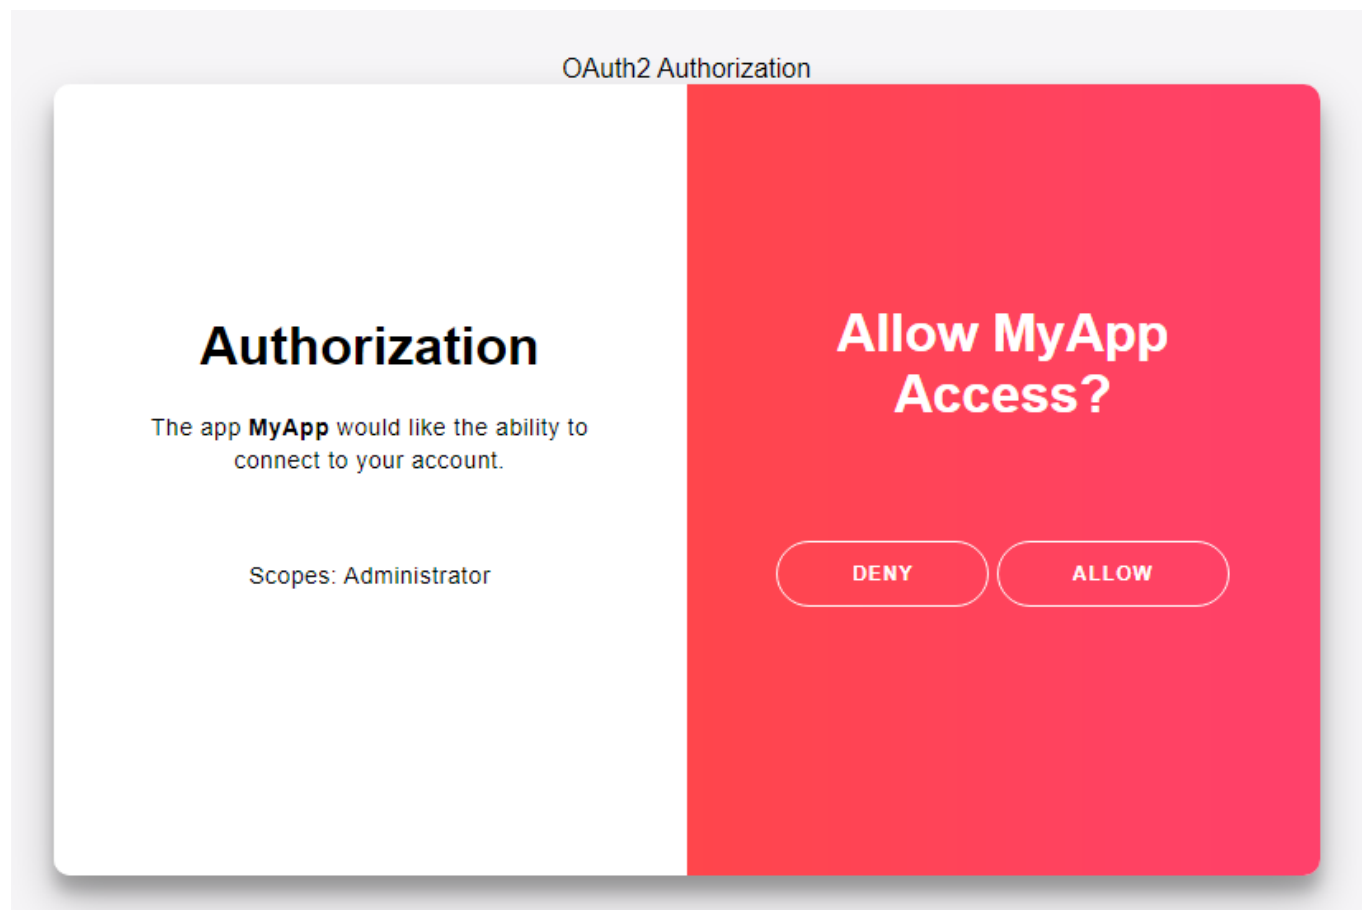 OAuth2 Authorization
Authorization
The app MyApp would like the ability to
connect to your account.
Scopes: Administrator
Allow MyApp
Access?
DENY
ALLOW